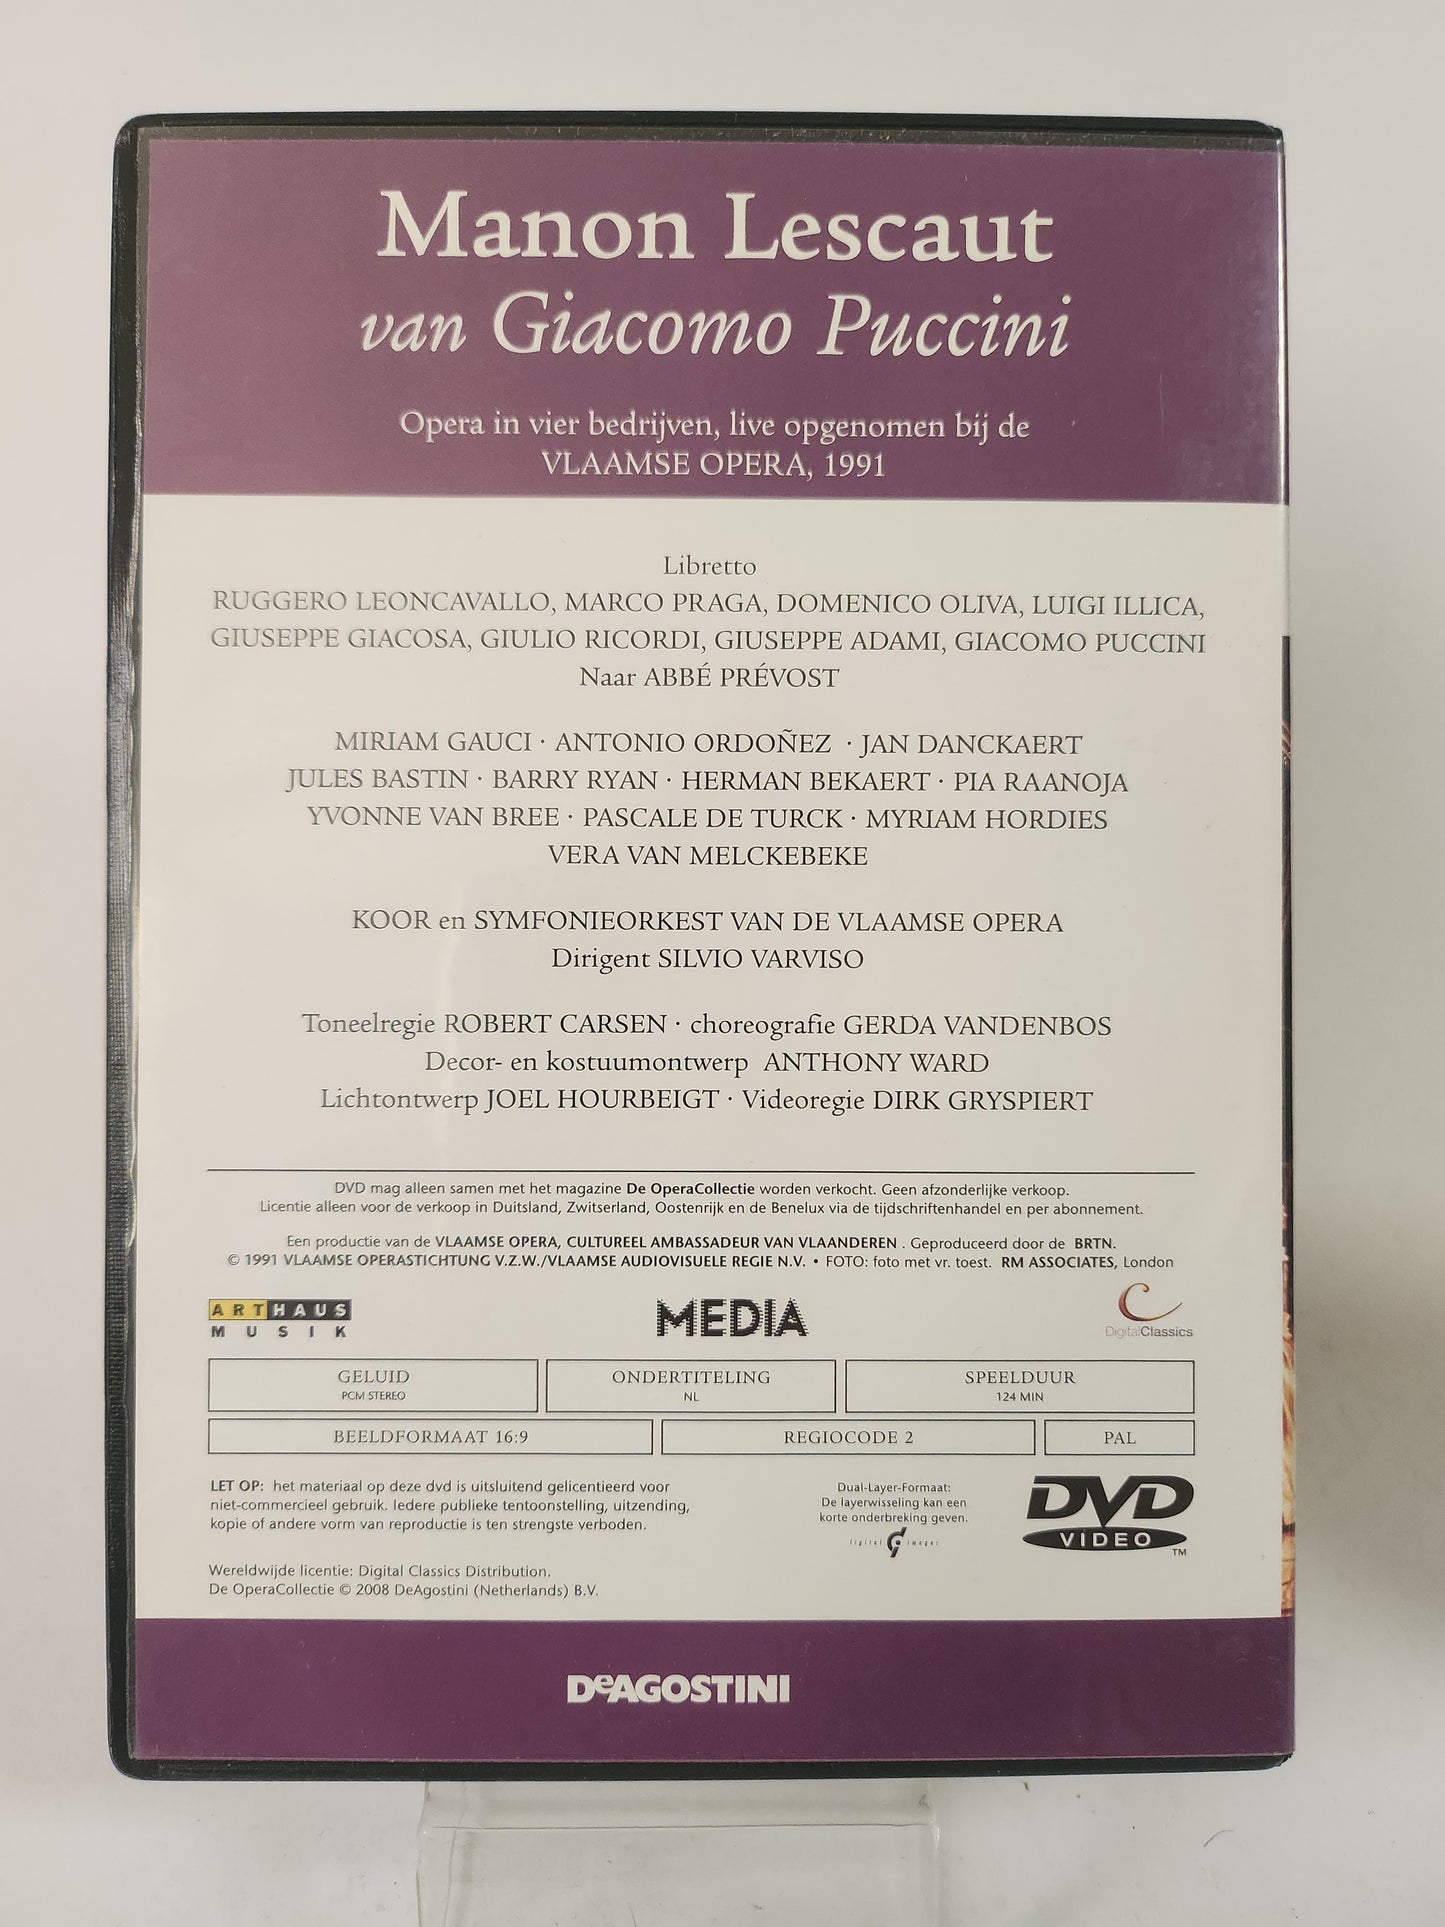 Manon Lescaut
van Giacomo Puccini
Opera in vier bedrijven, live opgenomen bij de
VLAAMSE OPERA, 1991
Libretto
RUGGERO LEONCAVALLO, MARCO PRAGA, DOMENICO OLIVA, LUIGI ILLICA,
GIUSEPPE GIACOSA, GIULIO RICORDI, GIUSEPPE ADAMI, GIACOMO PUCCINI
Naar ABBÉ PRÉVOST
MIRIAM GAUCI · ANTONIO ORDOÑEZ · JAN DANCKAERT
JULES BASTIN · BARRY RYAN · HERMAN BEKAERT · PIA RAANOJA
YVONNE VAN BREE · PASCALE DE TURCK · MYRIAM HORDIES
VERA VAN MELCKEBEKE
KOOR en SYMFONIEORKEST VAN DE VLAAMSE OPERA
Dirigent SILVIO VARVISO
Toneelregie ROBERT CARSEN · choreografie GERDA VANDENBOS
Decor- en kostuumontwerp ANTHONY WARD
Lichtontwerp JOEL HOURBEIGT · Videoregie DIRK GRYSPIERT
DVD mag alleen samen met het magazine De OperaCollectie worden verkocht. Geen afzonderlijke verkoop.
Licentie alleen voor de verkoop in Duitsland, Zwitserland, Oostenrijk en de Benelux via de tijdschriftenhandel en per abonnement.
Een productie van de VLAAMSE OPERA, CULTUREEL AMBASSADEUR VAN VLAANDEREN . Geproduceerd door de BRTN.
© 1991 VLAAMSE OPERASTICHTUNG V.Z.W./VLAAMSE AUDIOVISUELE REGIE N.V. • FOTO: foto met vr. toest. RM ASSOCIATES, London
ARTHAUS
MUSIK
MEDIA
DigitalClassics
GELUID
PCM STEREO
ONDERTITELING
NL
SPEELDUUR
124 MIN
BEELDFORMAAT 16:9
REGIOCODE 2
PAL
LET OP: het materiaal op deze dvd is uitsluitend gelicentieerd voor
niet-commercieel gebruik. Iedere publieke tentoonstelling, uitzending,
kopie of andere vorm van reproductie is ten strengste verboden.
Dual-Layer-Formaat:
De layerwisseling kan een
korte onderbreking geven.
digital images
DVD
VIDEO
TM
Wereldwijde licentie: Digital Classics Distribution.
De OperaCollectie © 2008 DeAgostini (Netherlands) B.V.
DeAGOSTINI